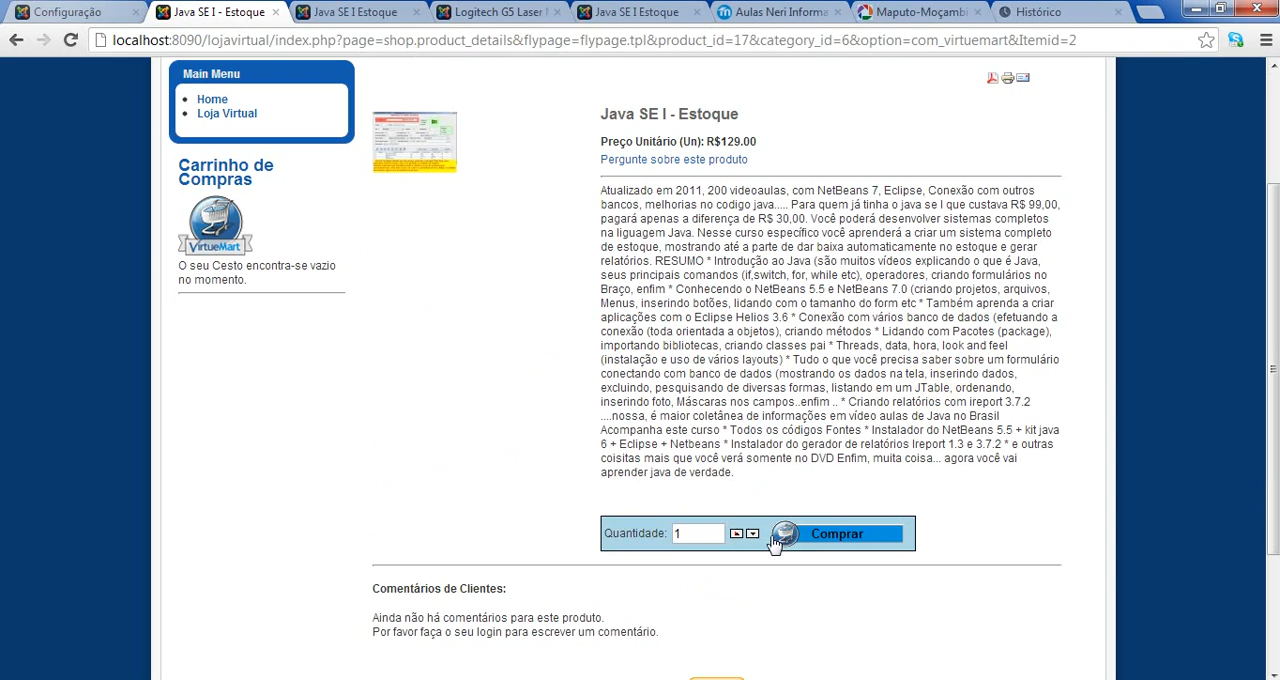 Configuração
Java SE I - Estoque
Java SE I Estoque
Logitech G5 Laser
Java SE I Estoque
Aulas Neri Informa
Maputo-Moçambi
Histórico
localhost:8090/lojavirtual/index.php?page=shop.product_details&flypage=flypage.tpl&product_id=17&category_id=6&option=com_virtuemart&Itemid=2
Main Menu
Home
Loja Virtual
Carrinho de
Compras
VirtueMart
O seu Cesto encontra-se vazio
no momento.
Java SE I - Estoque
Preço Unitário (Un): R$129.00
Pergunte sobre este produto
Atualizado em 2011, 200 videoaulas, com NetBeans 7, Eclipse, Conexão com outros
bancos, melhorias no codigo java..... Para quem já tinha o java se I que custava R$ 99,00,
pagará apenas a diferença de R$ 30,00. Você poderá desenvolver sistemas completos
na liguagem Java. Nesse curso específico você aprenderá a criar um sistema completo
de estoque, mostrando até a parte de dar baixa automaticamente no estoque e gerar
relatórios. RESUMO * Introdução ao Java (são muitos vídeos explicando o que é Java,
seus principais comandos (if,switch, for, while etc), operadores, criando formulários no
Braço, enfim * Conhecendo o NetBeans 5.5 e NetBeans 7.0 (criando projetos, arquivos,
Menus, inserindo botões, lidando com o tamanho do form etc * Também aprenda a criar
aplicações com o Eclipse Helios 3.6 * Conexão com vários banco de dados (efetuando a
conexão (toda orientada a objetos), criando métodos * Lidando com Pacotes (package),
importando bibliotecas, criando classes pai * Threads, data, hora, look and feel
(instalação e uso de vários layouts) * Tudo o que você precisa saber sobre um formulário
conectando com banco de dados (mostrando os dados na tela, inserindo dados,
excluindo, pesquisando de diversas formas, listando em um JTable, ordenando,
inserindo foto, Máscaras nos campos..enfim .. * Criando relatórios com ireport 3.7.2
....nossa, é maior coletânea de informações em vídeo aulas de Java no Brasil
Acompanha este curso * Todos os códigos Fontes * Instalador do NetBeans 5.5 + kit java
6 + Eclipse + Netbeans * Instalador do gerador de relatórios Ireport 1.3 e 3.7.2 * e outras
coisitas mais que você verá somente no DVD Enfim, muita coisa... agora você vai
aprender java de verdade.
Quantidade: 1
Comprar
Comentários de Clientes:
Ainda não há comentários para este produto.
Por favor faça o seu login para escrever um comentário.